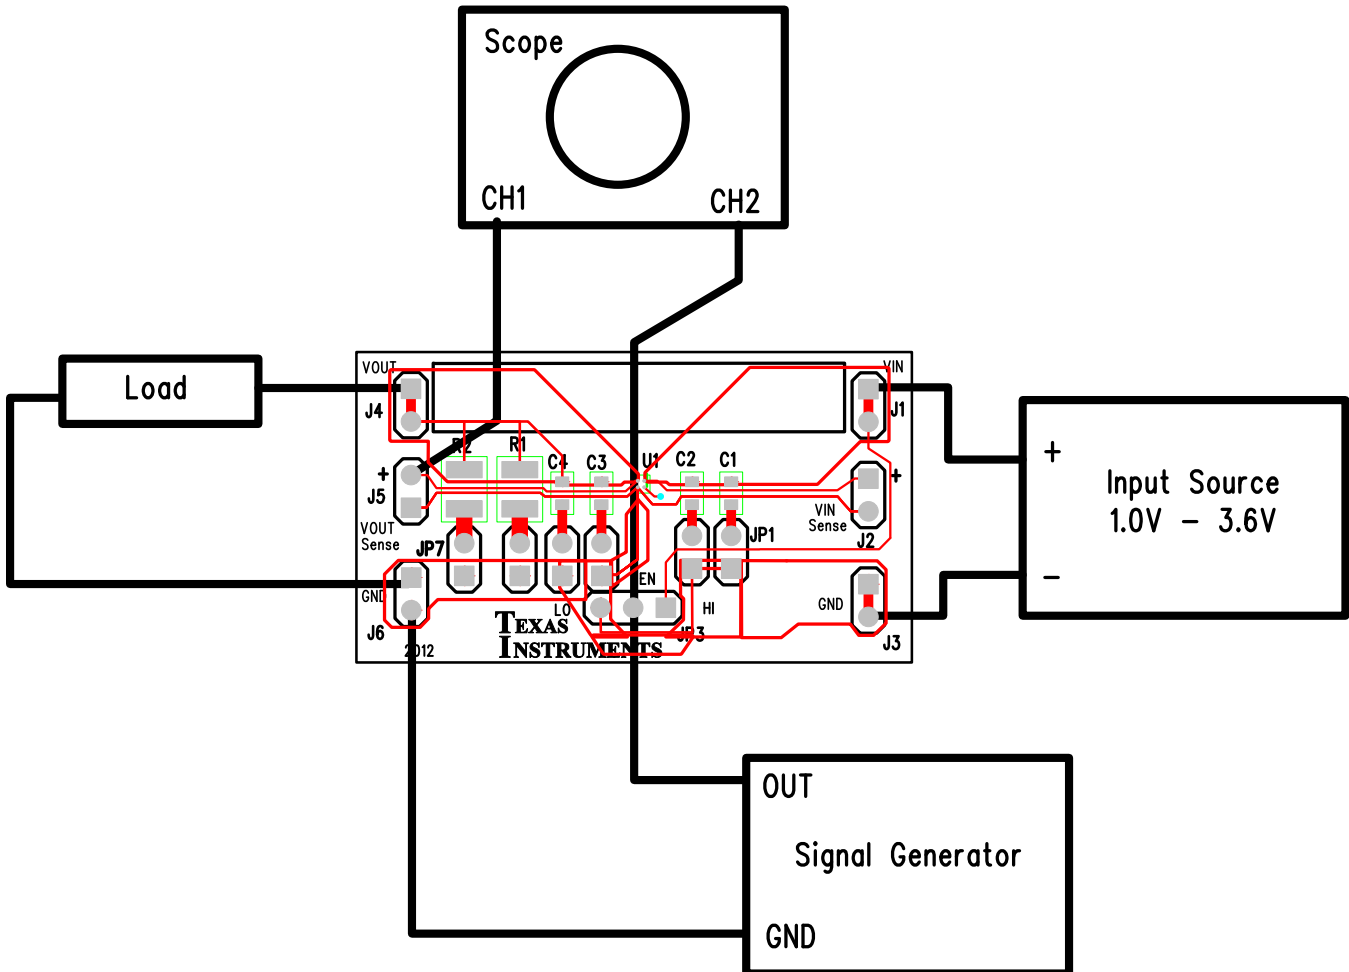 Scope
CH1
CH2
VOUT
VIN
Load
J4
J1
R2
R1
C4
C3
U1
C2
C1
+
J5
+
Input Source
1.0V - 3.6V
+
-
VOUT
Sense
VIN
Sense
J2
JP7
JP1
EN
GND
LO
HI
GND
J6
TEXAS
INSTRUMENTS
JP3
J3
2012
OUT
Signal Generator
GND